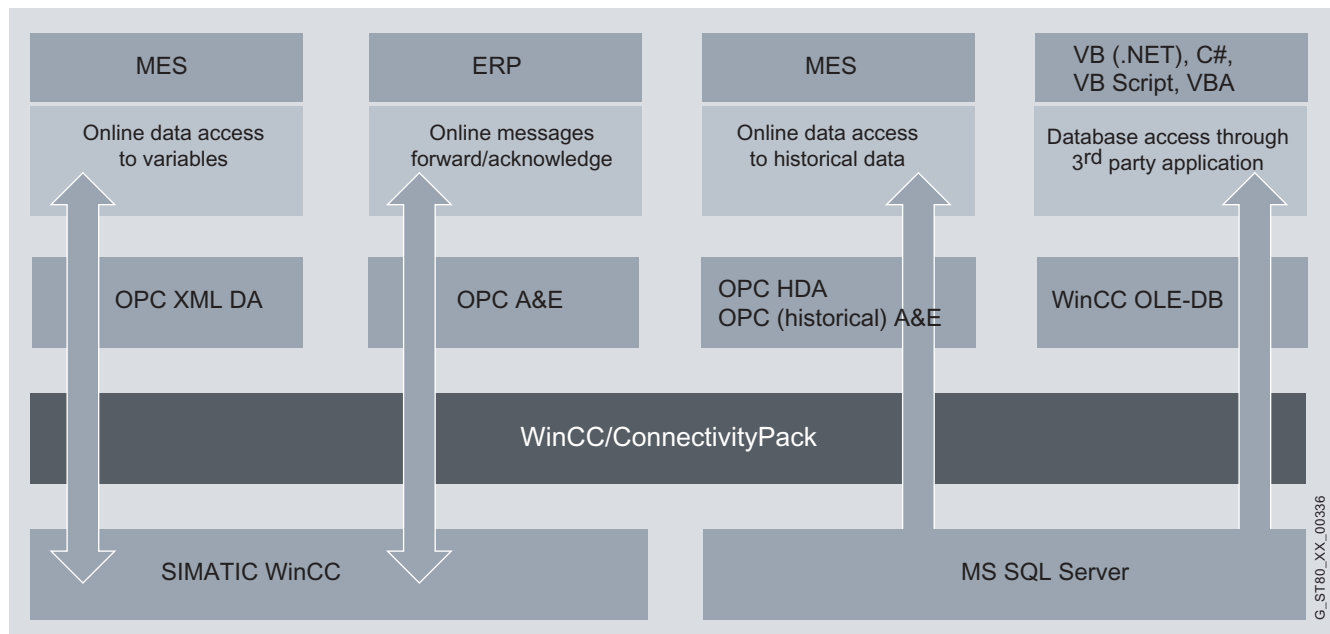 MES
ERP
MES
VB (.NET), C#,
VB Script, VBA
Online data access
to variables
Online messages
forward/acknowledge
Online data access
to historical data
Database access through
3rd party application
OPC XML DA
OPC A&E
OPC HDA
OPC (historical) A&E
WinCC OLE-DB
WinCC/ConnectivityPack
SIMATIC WinCC
MS SQL Server
G_ST80_XX_00336